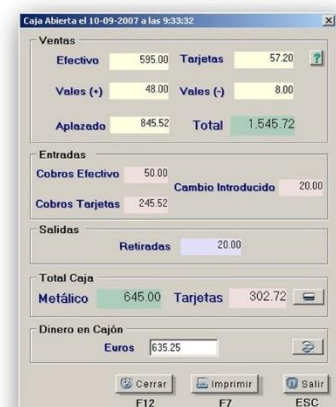 Caja Abierta el 10-09-2007 a las 9:33:32
Ventas
Efectivo 595.00 Tarjetas 57.20
Vales (+) 48.00 Vales (-) 8.00
Aplazado 845.52 Total 1,545.72
Entradas
Cobros Efectivo 50.00
Cambio Introducido 20.00
Cobros Tarjetas 245.52
Salidas
Retiradas 20.00
Total Caja
Metálico 645.00 Tarjetas 302.72
Dinero en Cajón
Euros 635.25
Cerrar Imprimir Salir
F12 F7 ESC